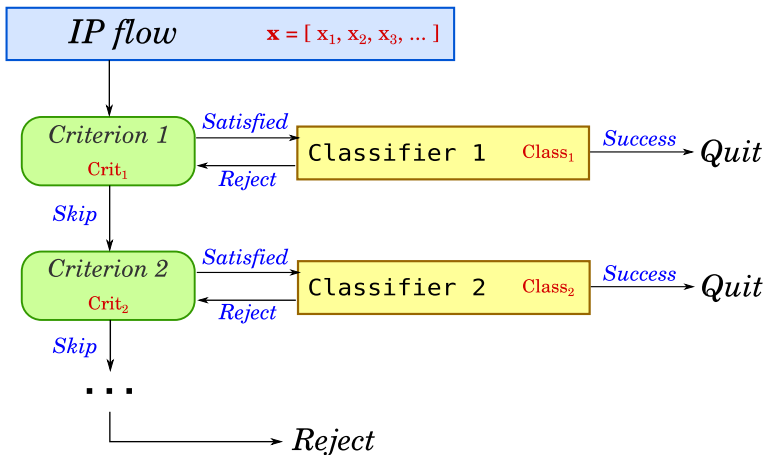 IP flow x = [ x₁, x₂, x₃, ... ]
Satisfied
Criterion 1
Crit₁
Classifier 1 Class₁
Success
Quit
Reject
Skip
Satisfied
Criterion 2
Crit₂
Classifier 2 Class₂
Success
Quit
Reject
Skip
...
Reject